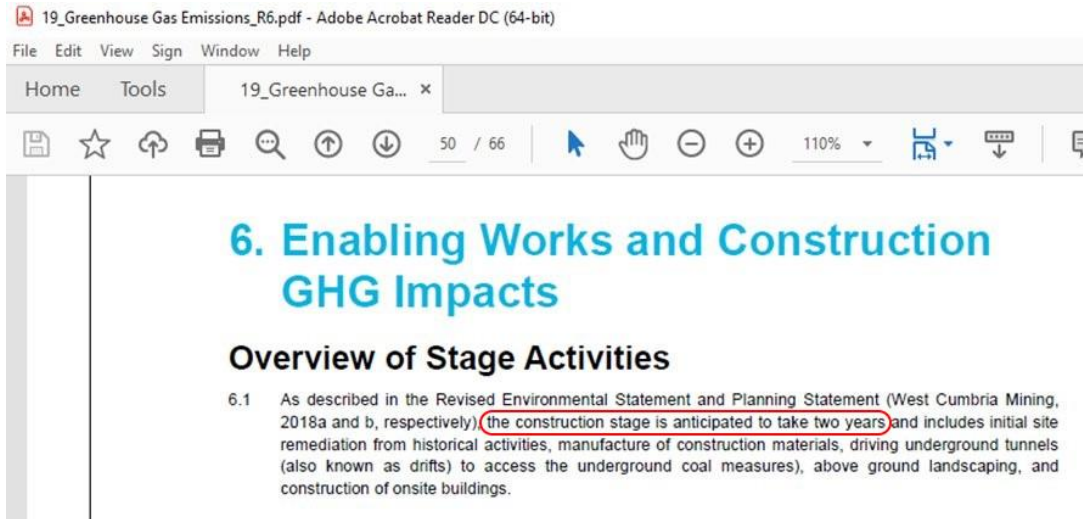 19_Greenhouse Gas Emissions_R6.pdf - Adobe Acrobat Reader DC (64-bit)
File Edit View Sign Window Help
Home Tools 19_Greenhouse Ga... ×
50 / 66 110%
6. Enabling Works and Construction
GHG Impacts
Overview of Stage Activities
6.1 As described in the Revised Environmental Statement and Planning Statement (West Cumbria Mining,
2018a and b, respectively), the construction stage is anticipated to take two years and includes initial site
remediation from historical activities, manufacture of construction materials, driving underground tunnels
(also known as drifts) to access the underground coal measures), above ground landscaping, and
construction of onsite buildings.